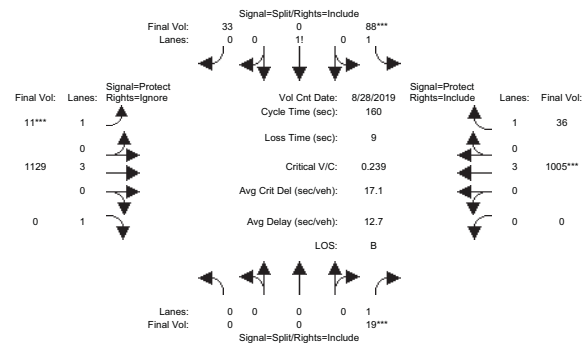 Signal=Split/Rights=Include
Final Vol: 33 0 88***
Lanes: 0 0 1! 0 1
Signal=Protect Signal=Protect
Final Vol: Lanes: Rights=Ignore Vol Cnt Date: 8/28/2019 Rights=Include Lanes: Final Vol:
Cycle Time (sec): 160
11*** 1 1 36
Loss Time (sec): 9
0 0
1129 3 Critical V/C: 0.239 3 1005***
0 Avg Crit Del (sec/veh): 17.1 0
0 1 Avg Delay (sec/veh): 12.7 0 0
LOS: B
Lanes: 0 0 0 0 1
Final Vol: 0 0 19***
Signal=Split/Rights=Include